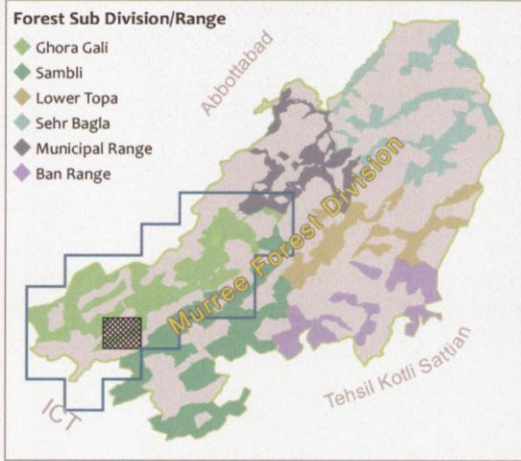 Forest Sub Division/Range
Ghora Gali
Sambli
Lower Topa
Sehr Bagla
Municipal Range
Ban Range
Abbottabad
Murree Forest Division
Tehsil Kotli Sattian
ICT